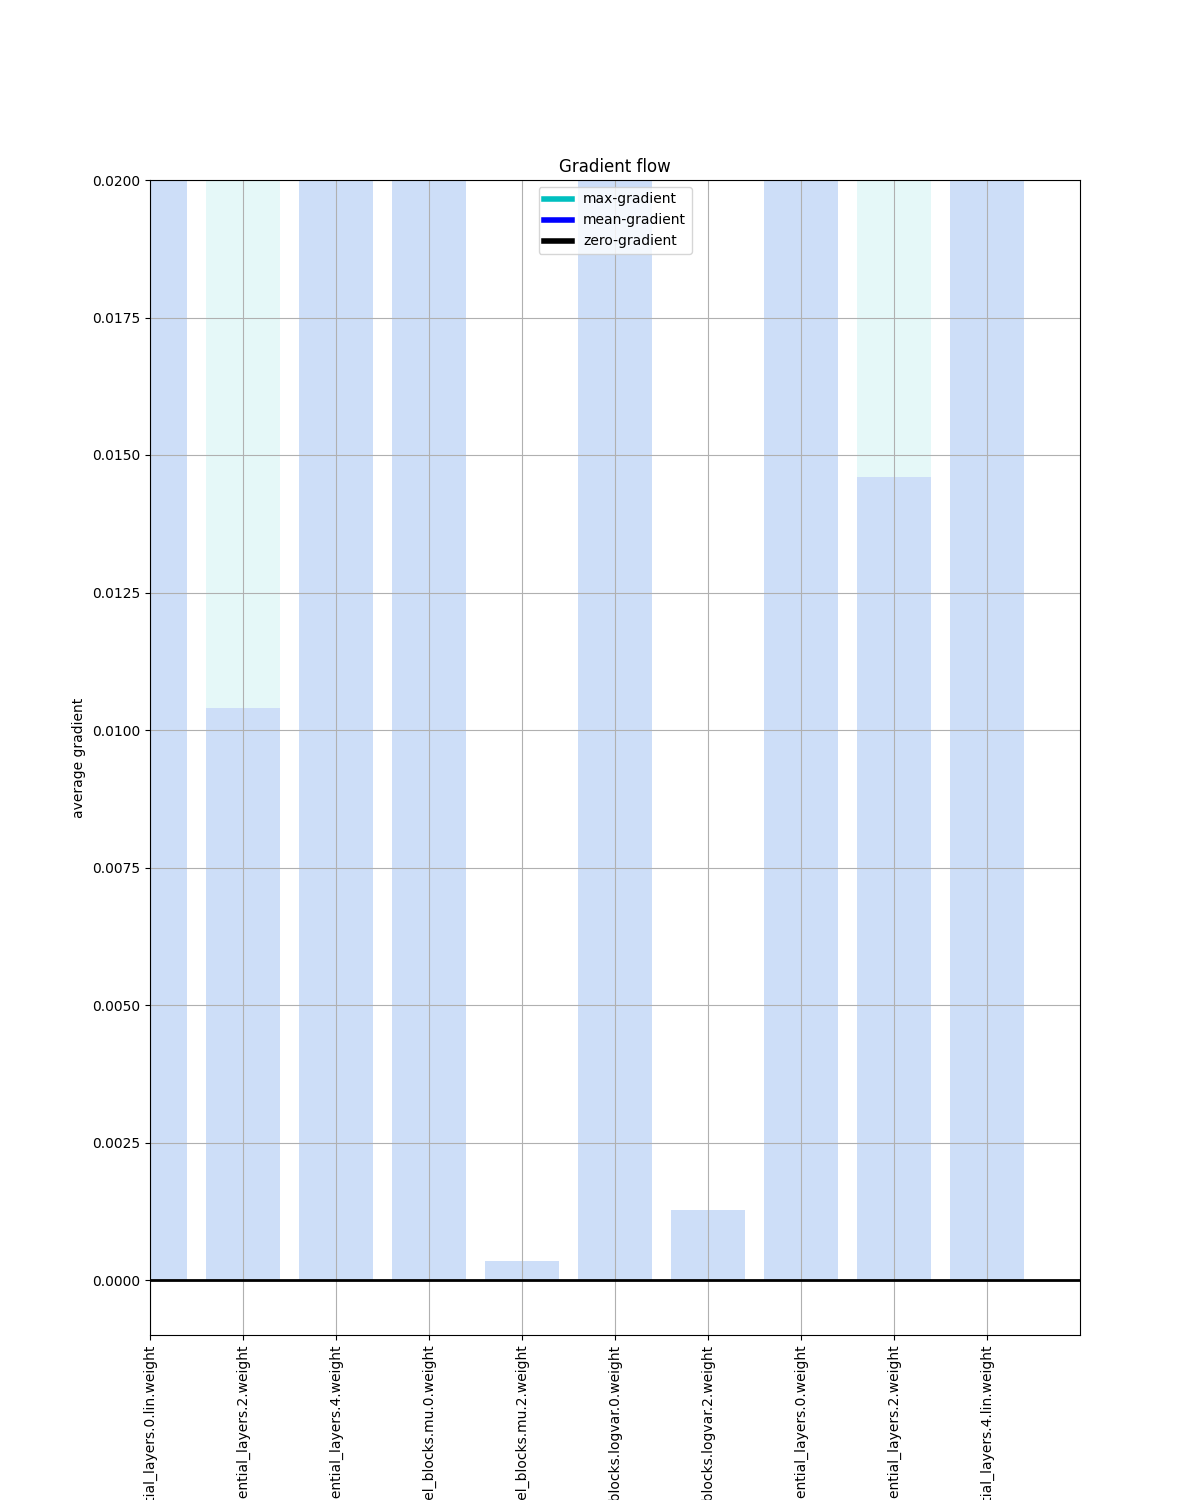 Gradient flow
max-gradient
mean-gradient
zero-gradient
0.0200
0.0175
0.0150
0.0125
0.0100
0.0075
0.0050
0.0025
0.0000
average gradient
tial_layers.0.lin.weight
ential_layers.2.weight
ential_layers.4.weight
el_blocks.mu.0.weight
el_blocks.mu.2.weight
blocks.logvar.0.weight
blocks.logvar.2.weight
ential_layers.0.weight
ential_layers.2.weight
tial_layers.4.lin.weight